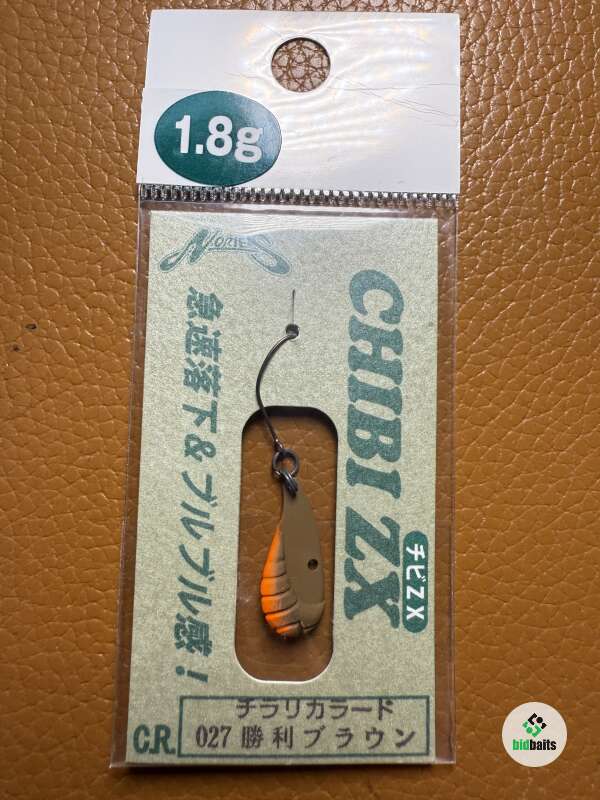 1.8g
NORIES
CHIBI ZX
チビZX
急速落下&ブルブル感!
チラリカラード
C.R. 027 勝利ブラウン
bidbaits